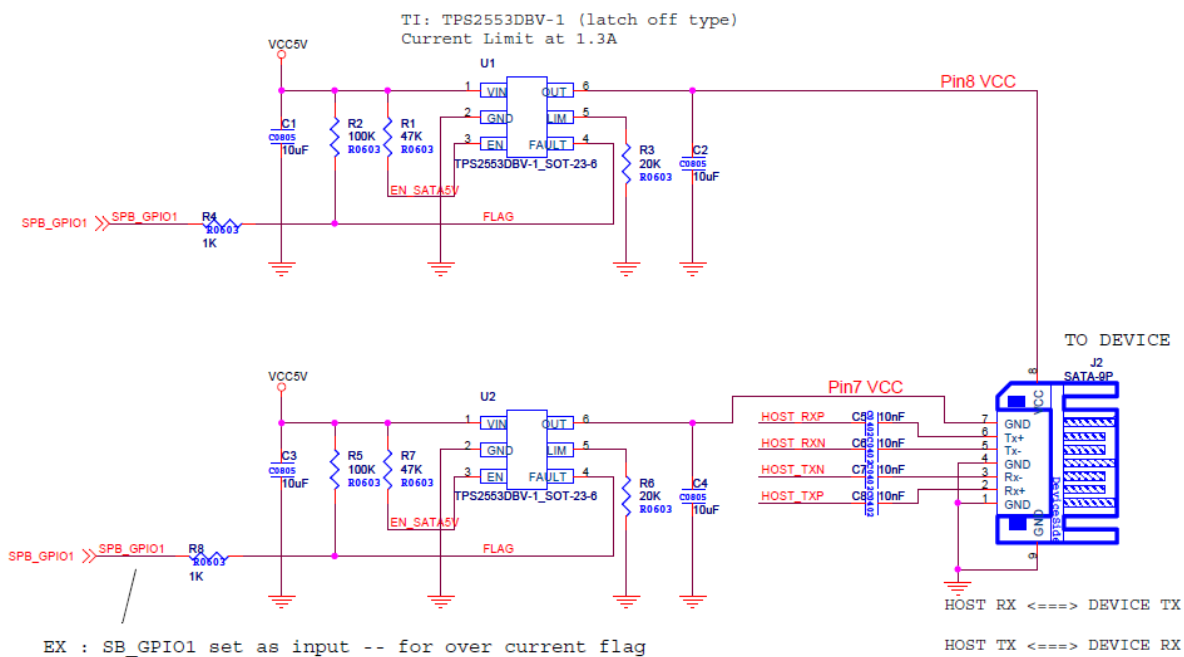 TI: TPS2553DBV-1 (latch off type)
Current Limit at 1.3A
VCC5V
U1
1 VIN OUT 6
2 GND LIM 5
3 EN FAULT 4
TPS2553DBV-1_SOT-23-6
Pin8 VCC
C1
C0805
10uF
R2
100K
R0603
R1
47K
R0603
R3
20K
R0603
C2
C0805
10uF
EN_SATA5V
SPB_GPIO1 SPB_GPIO1
R4
R0603
1K
FLAG
TO DEVICE
J2
SATA-9P
8
VCC
VCC5V
U2
1 VIN OUT 6
2 GND LIM 5
3 EN FAULT 4
TPS2553DBV-1_SOT-23-6
Pin7 VCC
C3
C0805
10uF
R5
100K
R0603
R7
47K
R0603
R6
20K
R0603
C4
C0805
10uF
EN_SATA5V
HOST_RXP C5 10nF
HOST_RXN C6 10nF
HOST_TXN C7 10nF
HOST_TXP C8 10nF
7 GND
6 Tx+
5 Tx-
4 GND
3 Rx-
2 Rx+
1 GND
DeviceSide
GND
9
SPB_GPIO1 SPB_GPIO1
R8
R0603
1K
FLAG
HOST RX <===> DEVICE TX
EX : SB_GPIO1 set as input -- for over current flag
HOST TX <===> DEVICE RX